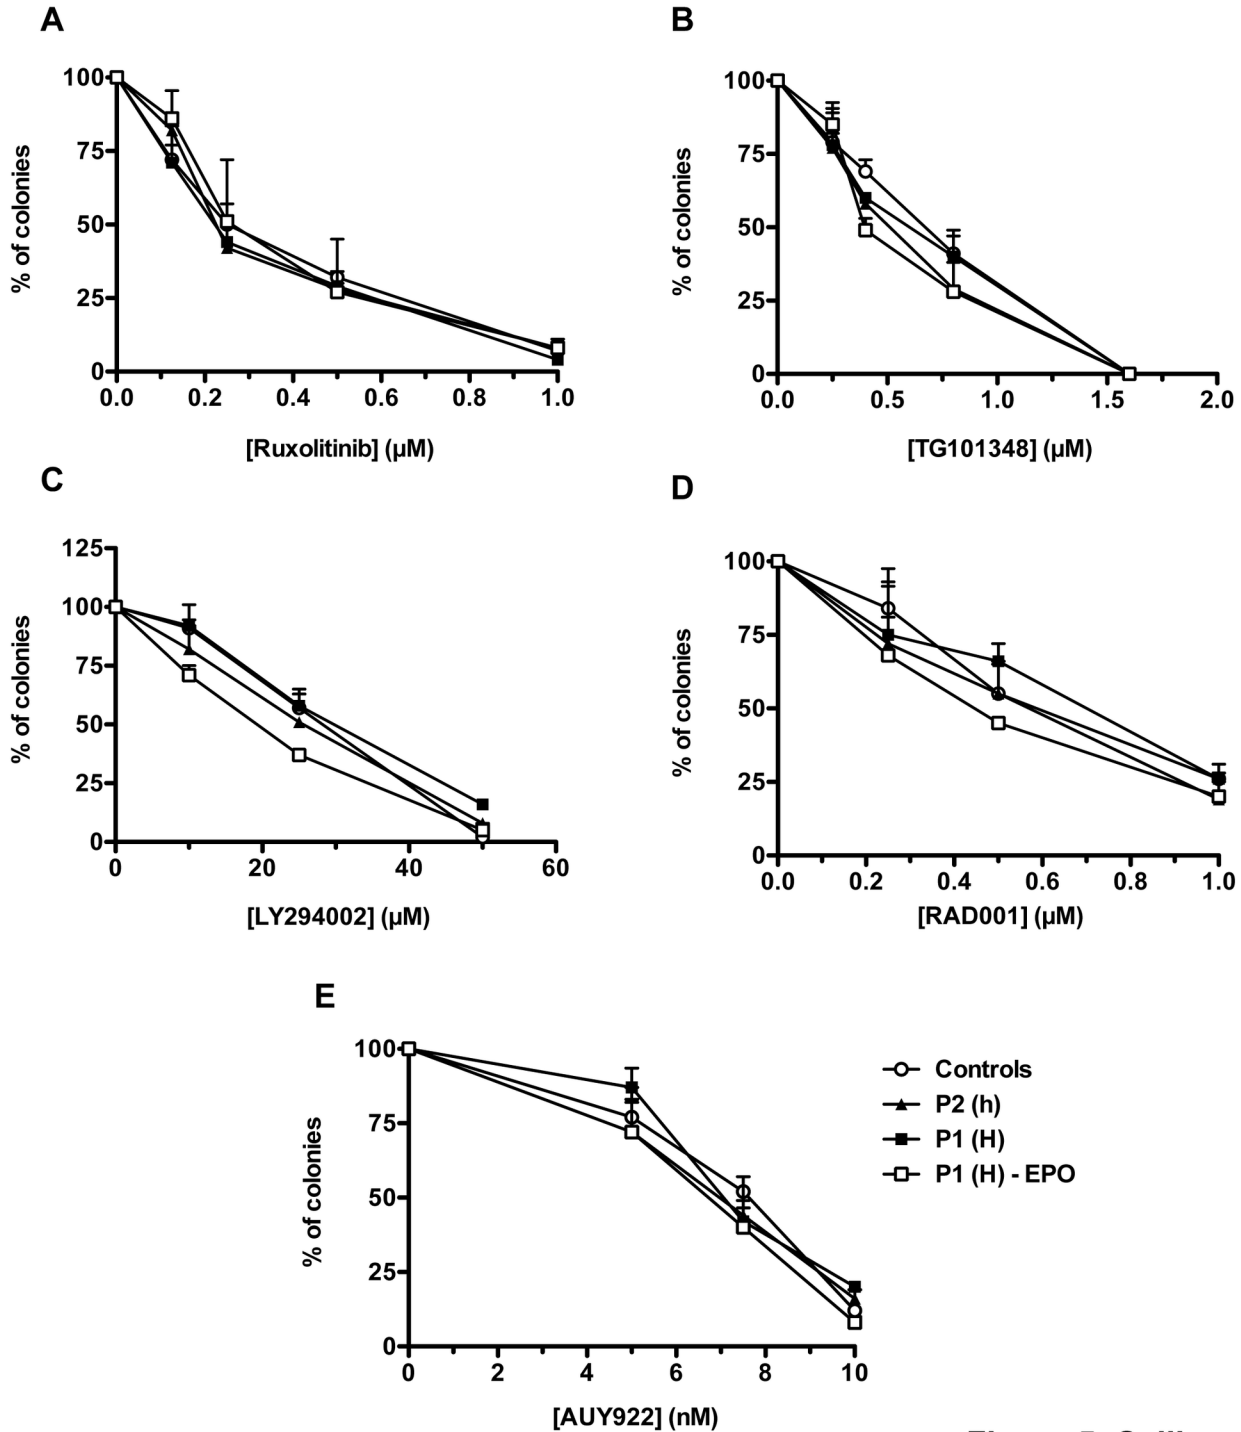 A
% of colonies
100
75
50
25
0
0.0 0.2 0.4 0.6 0.8 1.0
[Ruxolitinib] (µM)
B
% of colonies
100
75
50
25
0
0.0 0.5 1.0 1.5 2.0
[TG101348] (µM)
C
% of colonies
125
100
75
50
25
0
0 20 40 60
[LY294002] (µM)
D
% of colonies
100
75
50
25
0
0.0 0.2 0.4 0.6 0.8 1.0
[RAD001] (µM)
E
% of colonies
100
75
50
25
0
0 2 4 6 8 10
[AUY922] (nM)
Controls
P2 (h)
P1 (H)
P1 (H) - EPO